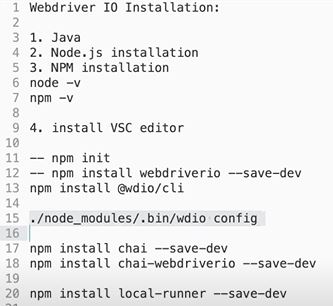 1 Webdriver IO Installation:
2
3 1. Java
4 2. Node.js installation
5 3. NPM installation
6 node -v
7 npm -v
8
9 4. install VSC editor
10
11 -- npm init
12 -- npm install webdriverio --save-dev
13 npm install @wdio/cli
14
15 ./node_modules/.bin/wdio config
16
17 npm install chai --save-dev
18 npm install chai-webdriverio --save-dev
19
20 npm install local-runner --save-dev